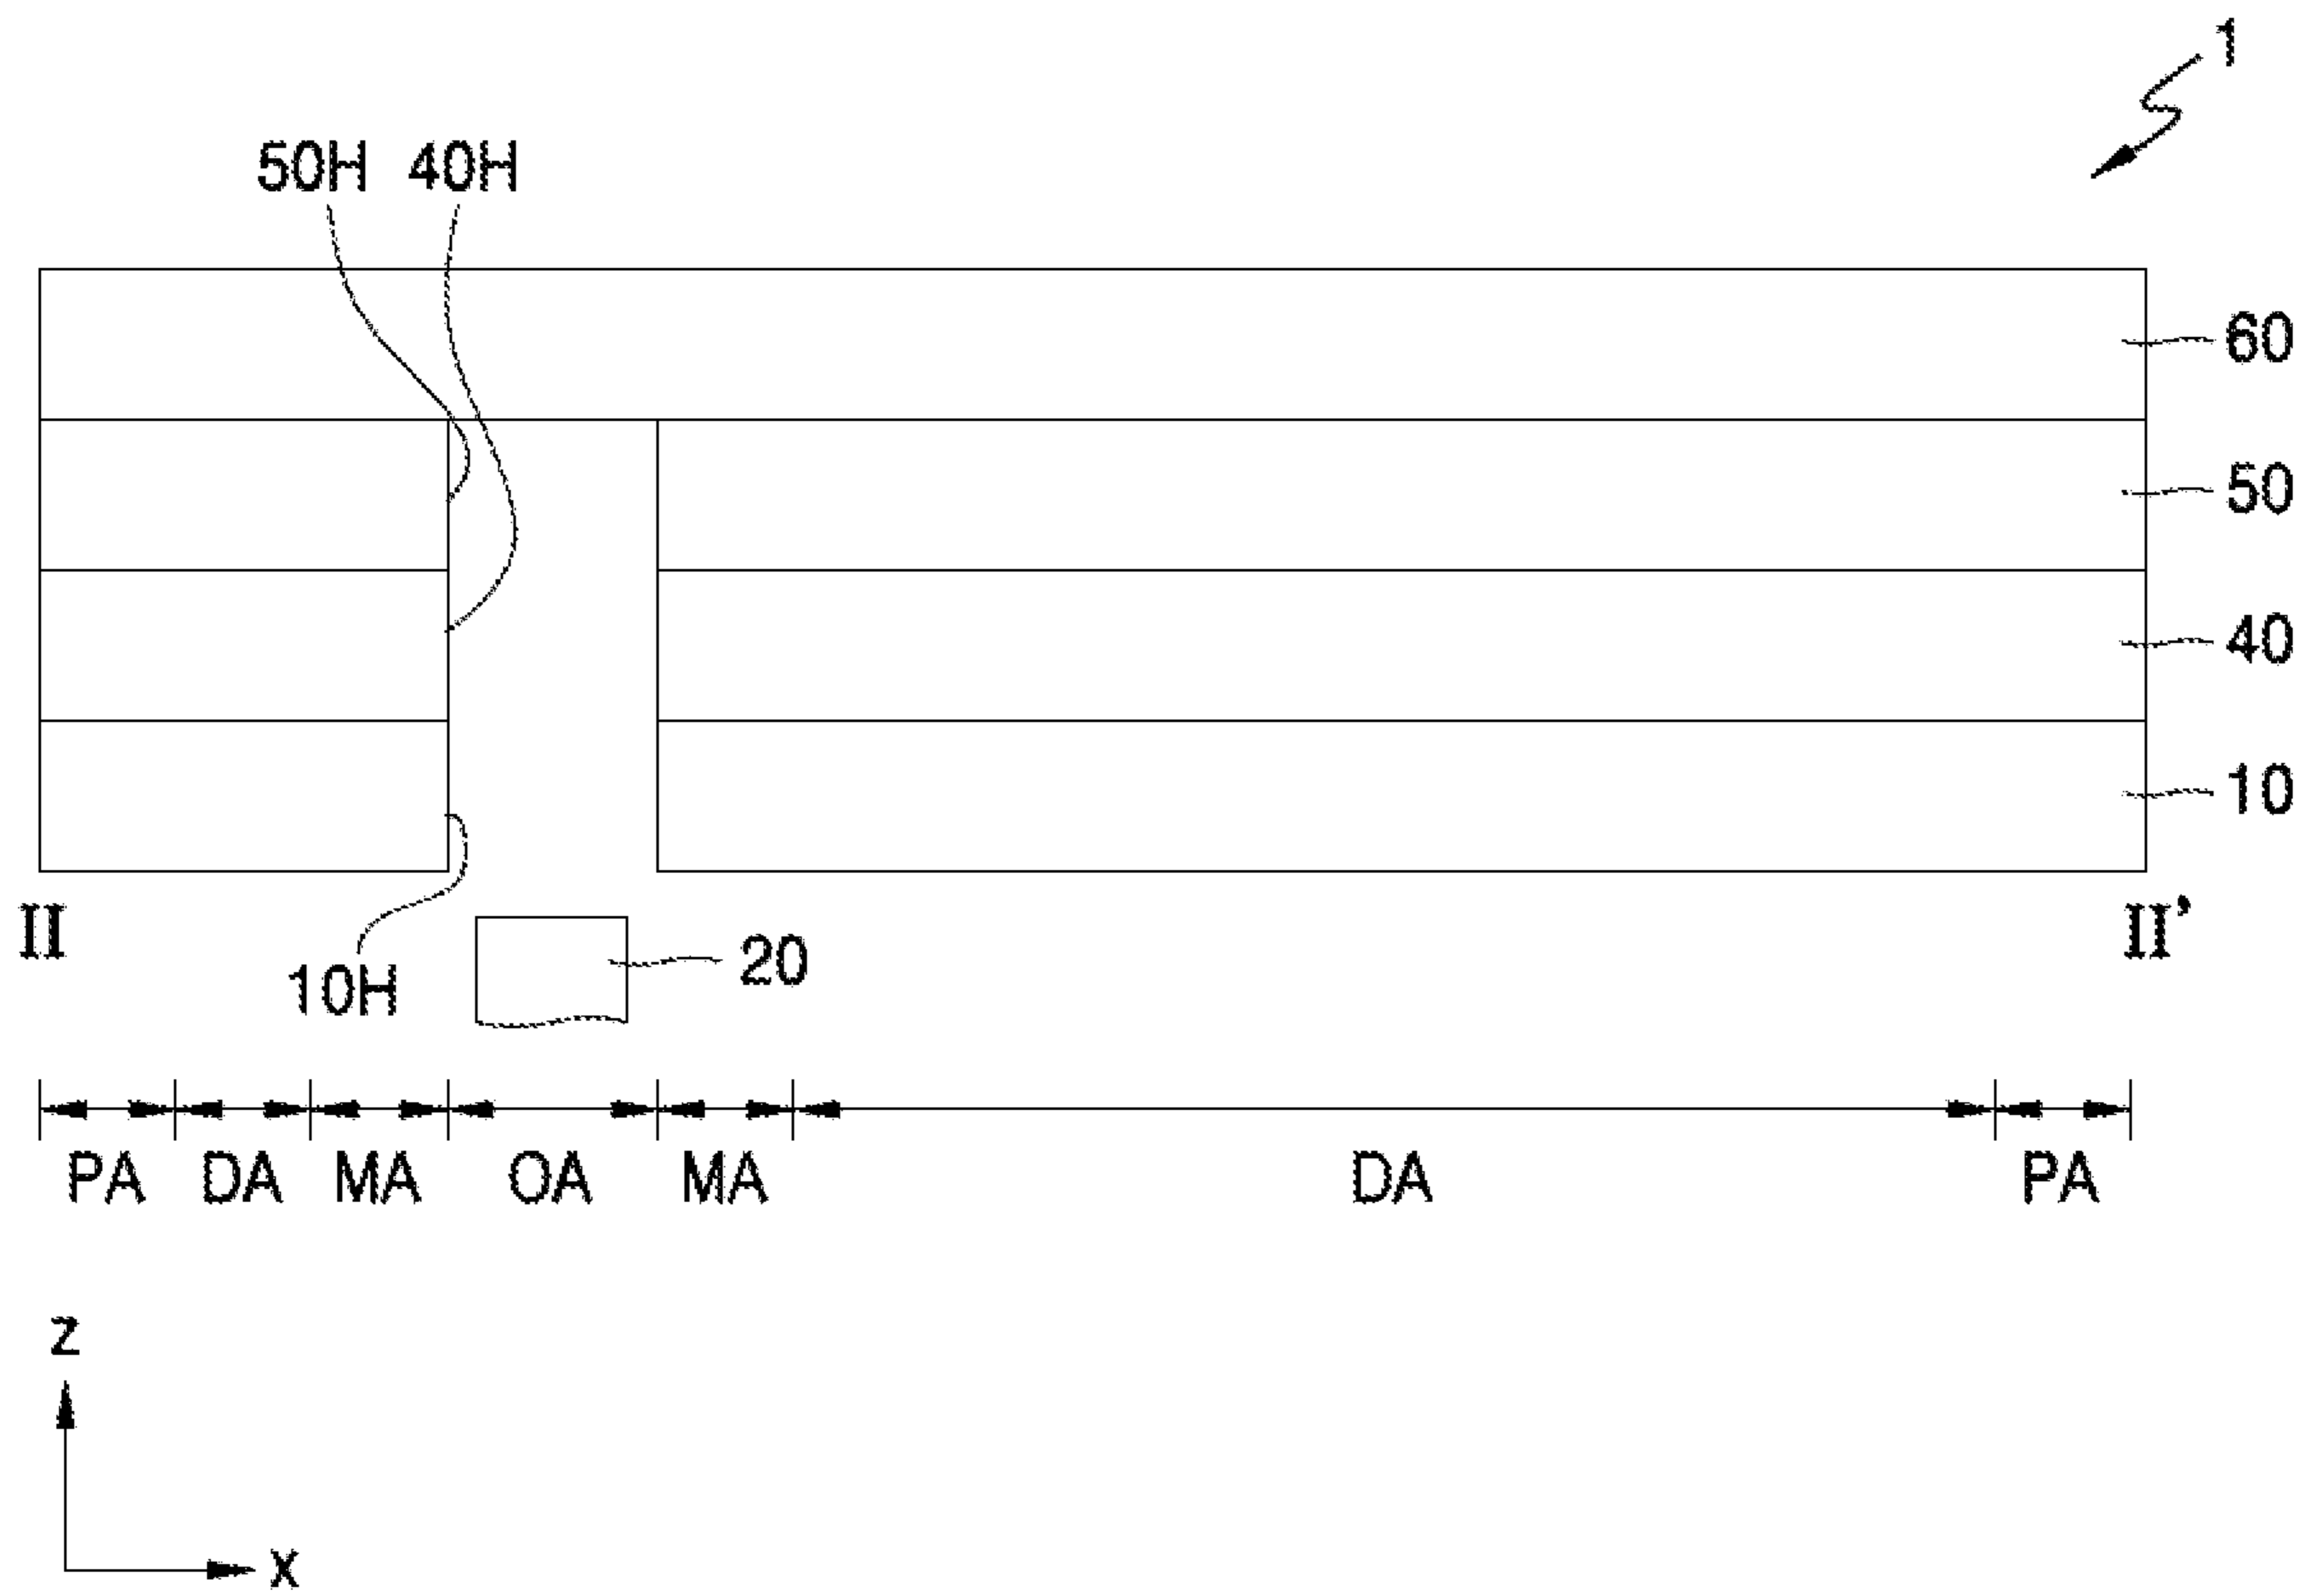 1
50H 40H
60
50
40
10
II II’
10H 20
PA DA MA OA MA DA PA
z
x